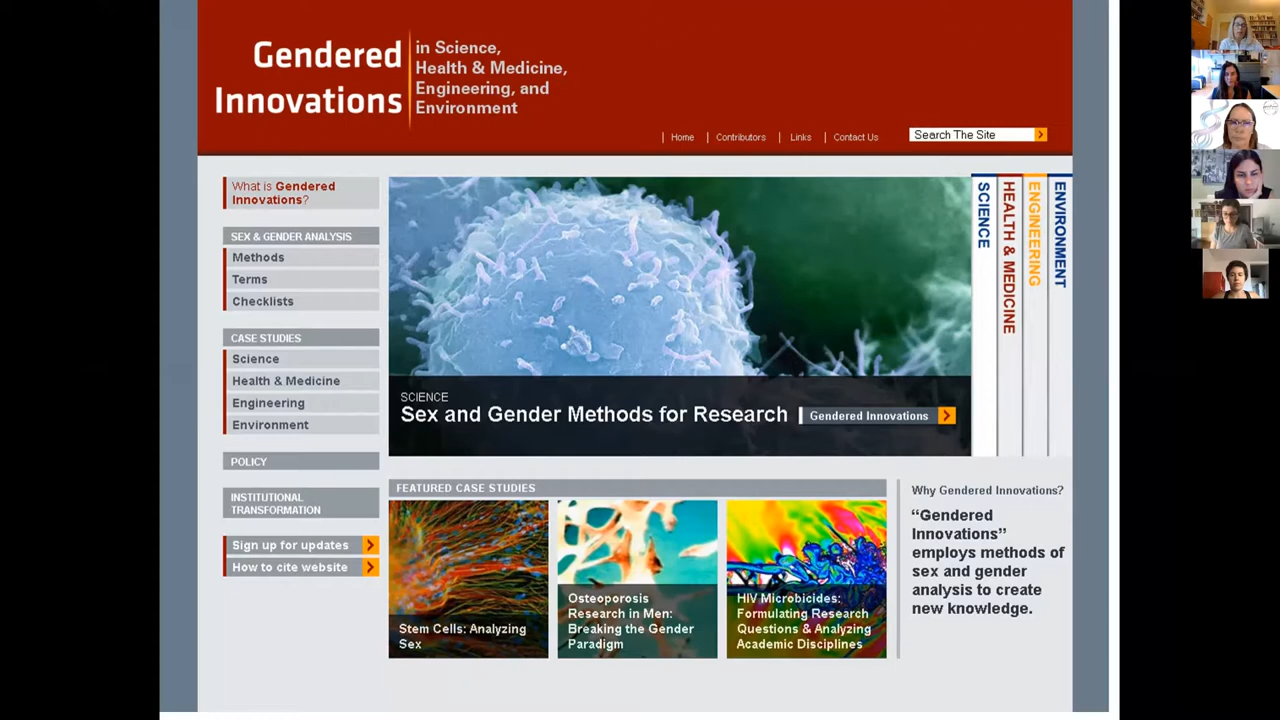 Gendered
Innovations
in Science,
Health & Medicine,
Engineering, and
Environment
Home
Contributors
Links
Contact Us
Search The Site
What is Gendered
Innovations?
SEX & GENDER ANALYSIS
Methods
Terms
Checklists
CASE STUDIES
Science
Health & Medicine
Engineering
Environment
POLICY
INSTITUTIONAL
TRANSFORMATION
Sign up for updates
How to cite website
SCIENCE
Sex and Gender Methods for Research
Gendered Innovations
SCIENCE
HEALTH & MEDICINE
ENGINEERING
ENVIRONMENT
FEATURED CASE STUDIES
Stem Cells: Analyzing
Sex
Osteoporosis
Research in Men:
Breaking the Gender
Paradigm
HIV Microbicides:
Formulating Research
Questions & Analyzing
Academic Disciplines
Why Gendered Innovations?
“Gendered
Innovations”
employs methods of
sex and gender
analysis to create
new knowledge.